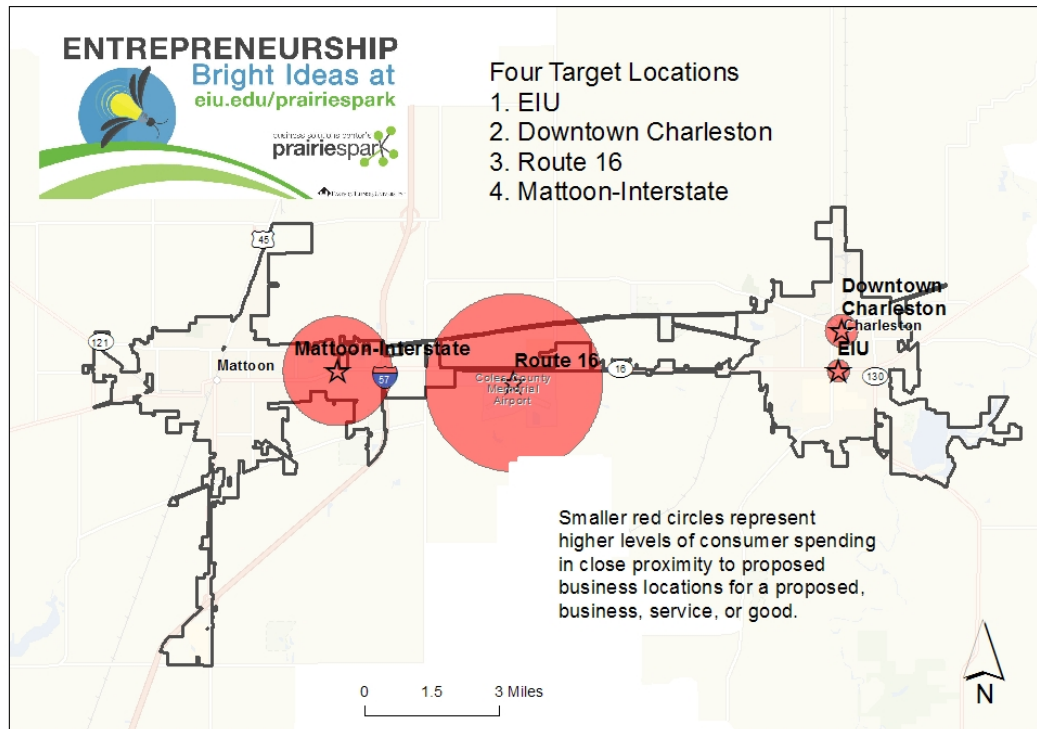 ENTREPRENEURSHIP
Bright Ideas at
eiu.edu/prairiespark
business solutions center's
prairiespark
Four Target Locations
1. EIU
2. Downtown Charleston
3. Route 16
4. Mattoon-Interstate
45
121
Mattoon
Mattoon-Interstate
57
Route 16
Coles County
Memorial
Airport
16
Downtown
Charleston
Charleston
EIU
130
Smaller red circles represent
higher levels of consumer spending
in close proximity to proposed
business locations for a proposed,
business, service, or good.
0 1.5 3 Miles
N